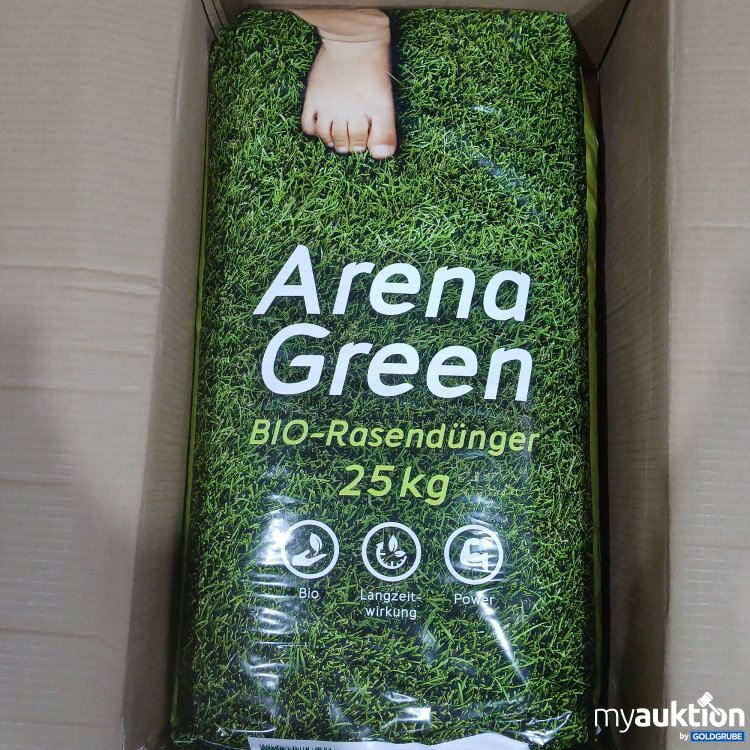 Arena
Green
BIO-Rasendünger
25kg
Bio
Langzeit-
wirkung
Power
myauktion
by GOLDGRUBE